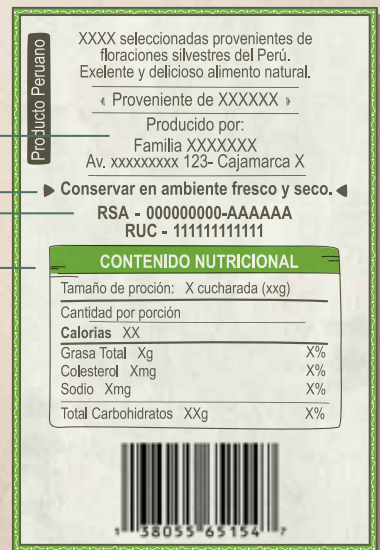 Producto Peruano
XXXX seleccionadas provenientes de
floraciones silvestres del Perú.
Exelente y delicioso alimento natural.
Proveniente de XXXXXX
Producido por:
Familia XXXXXXX
Av. xxxxxxxxx 123- Cajamarca X
Conservar en ambiente fresco y seco.
RSA - 000000000-AAAAAA
RUC - 111111111111
CONTENIDO NUTRICIONAL
Tamaño de proción: X cucharada (xxg)
Cantidad por porción
Calorias XX
Grasa Total Xg X%
Colesterol Xmg X%
Sodio Xmg X%
Total Carbohidratos XXg X%
1 38055 65154 7